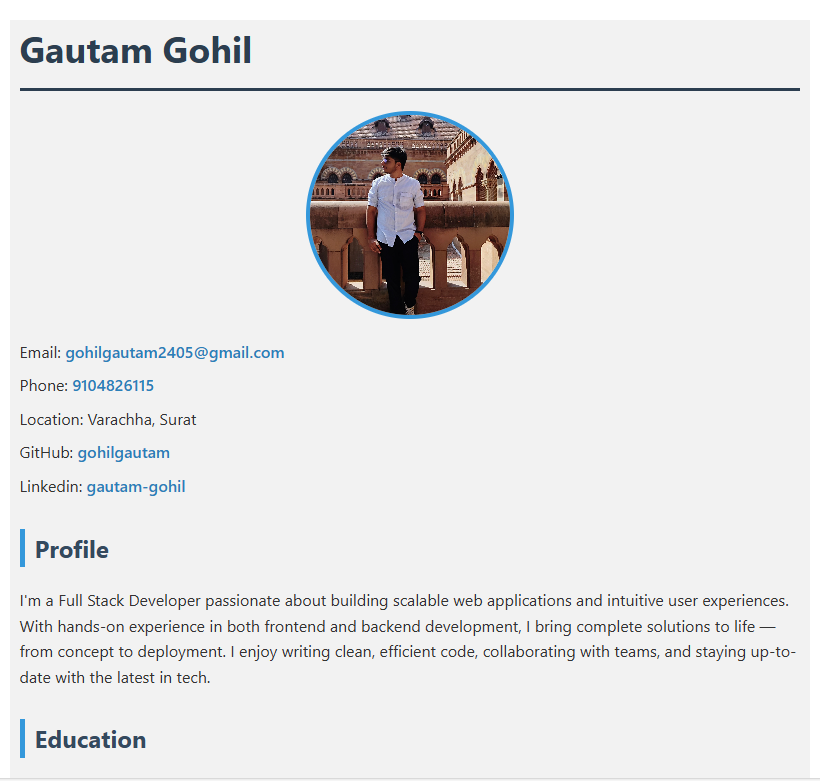 Gautam Gohil
Email: gohilgautam2405@gmail.com
Phone: 9104826115
Location: Varachha, Surat
GitHub: gohilgautam
Linkedin: gautam-gohil
Profile
I'm a Full Stack Developer passionate about building scalable web applications and intuitive user experiences.
With hands-on experience in both frontend and backend development, I bring complete solutions to life —
from concept to deployment. I enjoy writing clean, efficient code, collaborating with teams, and staying up-to-
date with the latest in tech.
Education